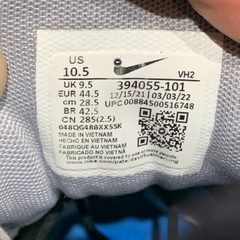 US
10.5
VH2
UK 9.5
394055-101
EUR 44.5
12/15/21
03/03/22
cm 28.5
UPC 00884500516748
BR 42.5
CN 285(2.5)
048QG48BXXSSK
MADE IN VIETNAM
HECHO EN VIETNAM
FABRIQUE AU VIETNAM
FABRICADO NO VIETNÃ